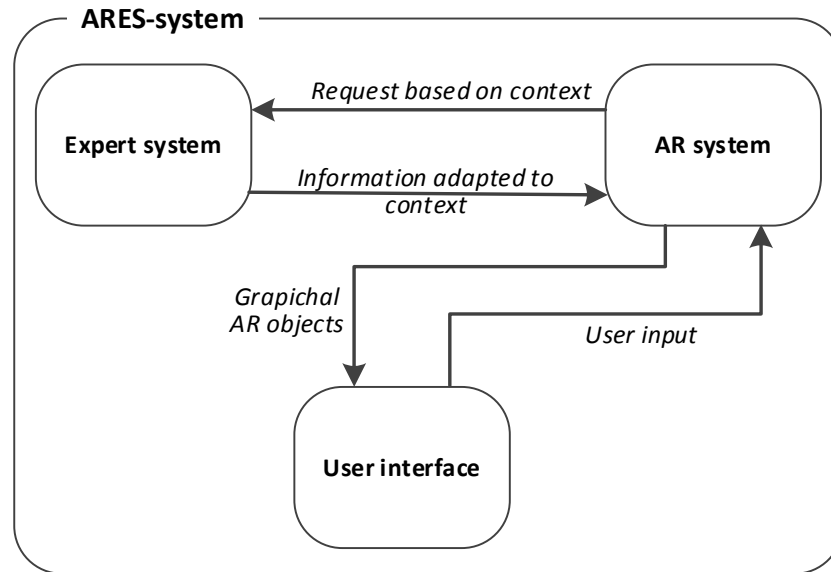 ARES-system
Request based on context
Expert system
AR system
Information adapted to
context
Grapichal
AR objects
User input
User interface